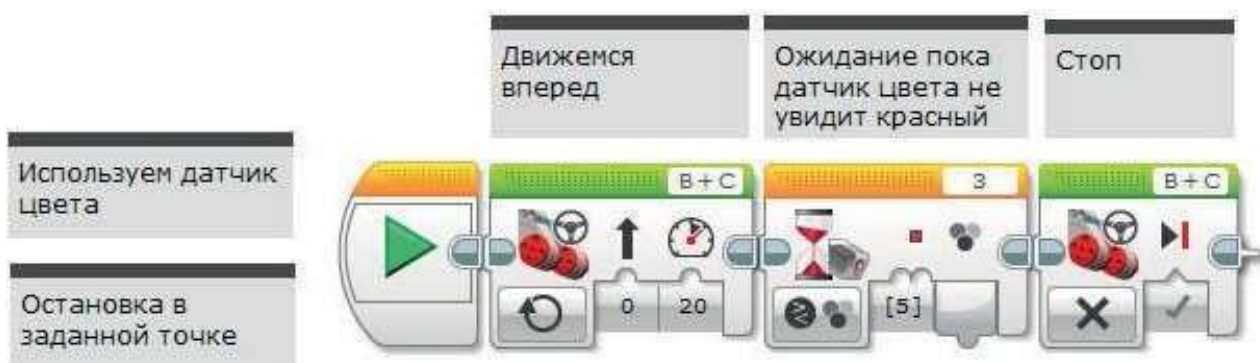 Движемся
вперед
Ожидание пока
датчик цвета не
увидит красный
Стоп
Используем датчик
цвета
Остановка в
заданной точке
B+C
3
B+C
0
20
[5]